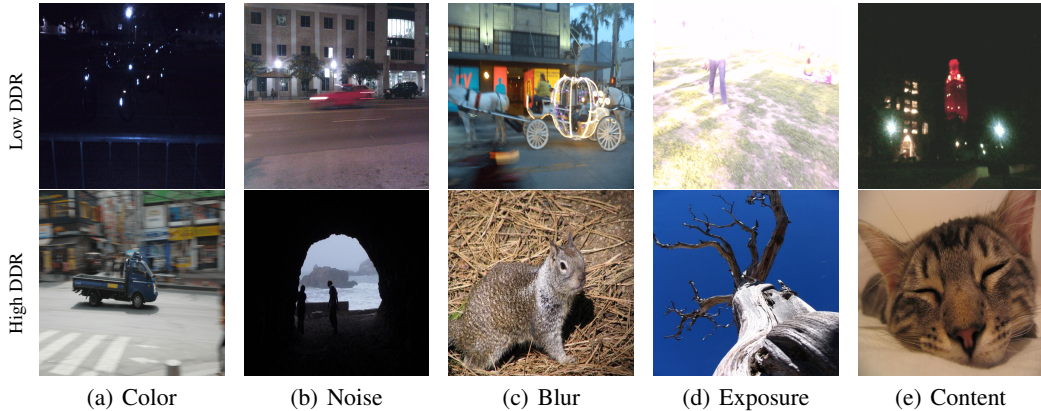 Low DDR
High DDR
(a) Color
(b) Noise
(c) Blur
(d) Exposure
(e) Content